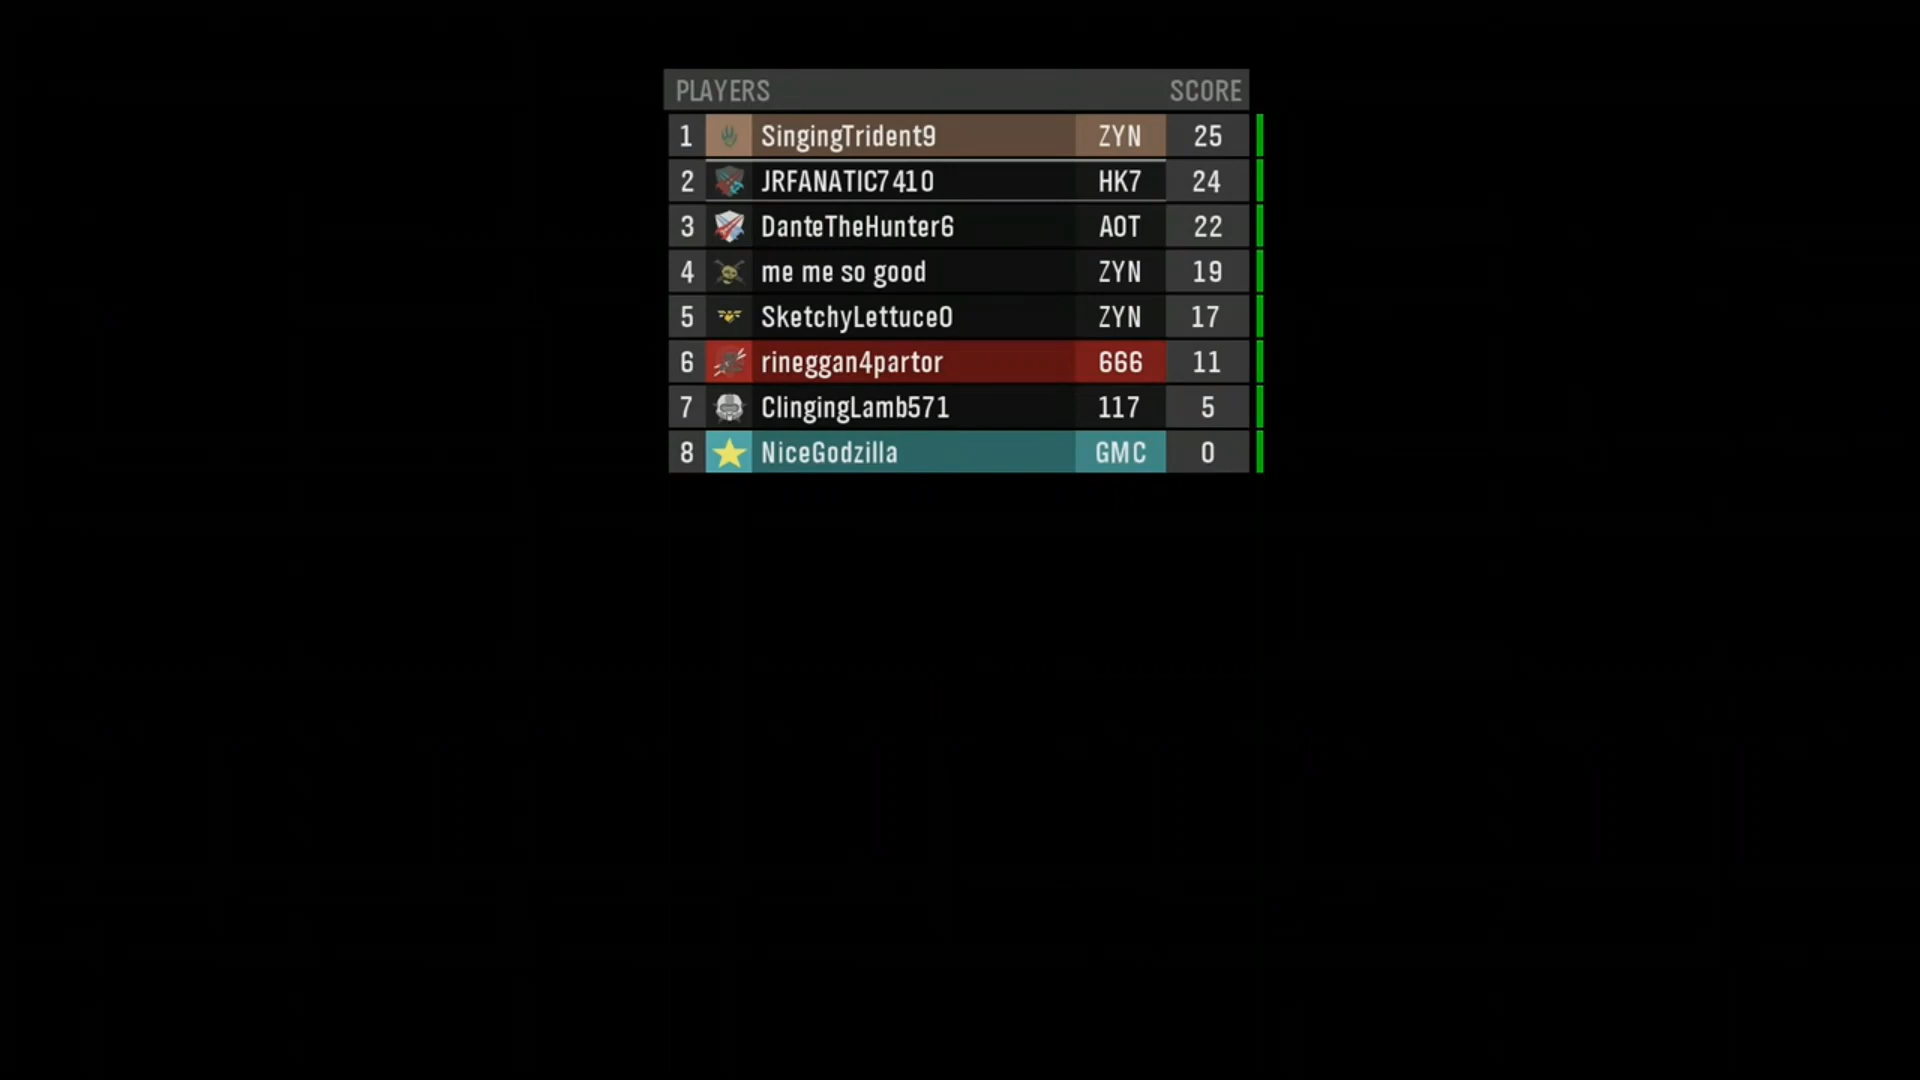 PLAYERS SCORE
1 SingingTrident9 ZYN 25
2 JRFANATIC7410 HK7 24
3 DanteTheHunter6 AOT 22
4 me me so good ZYN 19
5 SketchyLettuce0 ZYN 17
6 rineggan4partor 666 11
7 ClingingLamb571 117 5
8 NiceGodzilla GMC 0